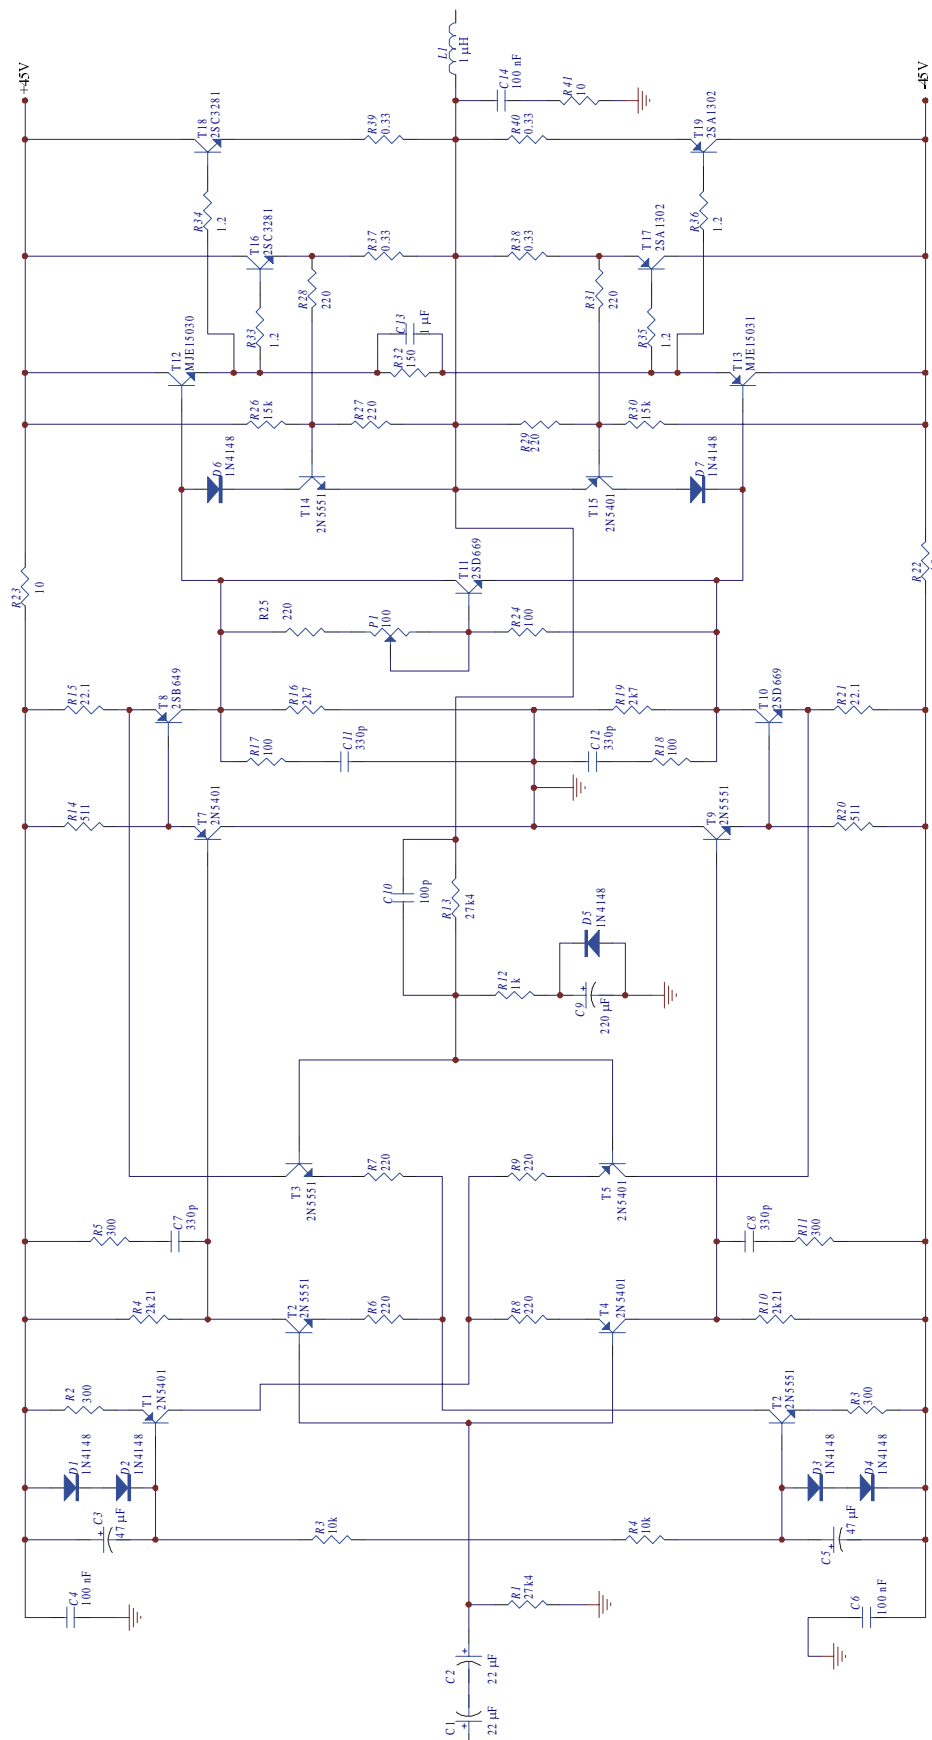 +45V
-45V
L1
1 µH
C14
100 nF
R41
10
T18
2SC3281
R39
0.33
R40
0.33
T19
2SA1302
R34
1.2
R36
1.2
T16
2SC3281
R37
0.33
R38
0.33
T17
2SA1302
R28
220
R31
220
R33
1.2
C13
1 µF
R32
150
R35
1.2
T12
MJE15030
T13
MJE15031
R26
15k
R27
220
R29
220
R30
15k
D6
1N4148
T14
2N5551
T15
2N5401
D7
1N4148
R23
10
R22
T11
2SD669
R25
220
P1
100
R24
100
R15
22.1
T8
2SB649
R16
2k7
R19
2k7
T10
2SD669
R21
22.1
R17
100
C11
330p
C12
330p
R18
100
R14
511
T7
2N5401
T9
2N5551
R20
511
C10
100p
R13
27k4
D5
1N4148
R12
1k
C9
+
220 µF
T3
2N5551
R7
220
R9
220
T5
2N5401
R5
300
C7
330p
C8
330p
R11
300
R4
2k21
T2
2N5551
R6
220
R8
220
T4
2N5401
R10
2k21
R2
300
T1
2N5401
T2
2N5551
R3
300
D1
1N4148
D2
1N4148
D3
1N4148
D4
1N4148
C3
+
47 µF
R3
10k
R4
10k
C5
+
47 µF
C4
100 nF
R1
27k4
C6
100 nF
C2
+
22 µF
C1
+
22 µF